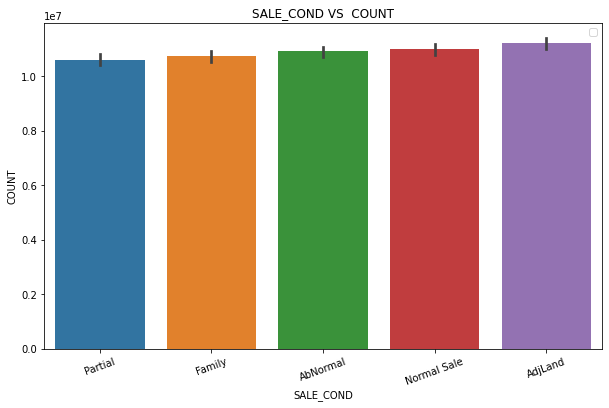 SALE_COND VS  COUNT
1e7
1.0
0.8
0.6
0.4
0.2
0.0
COUNT
Partial
Family
AbNormal
Normal Sale
AdjLand
SALE_COND